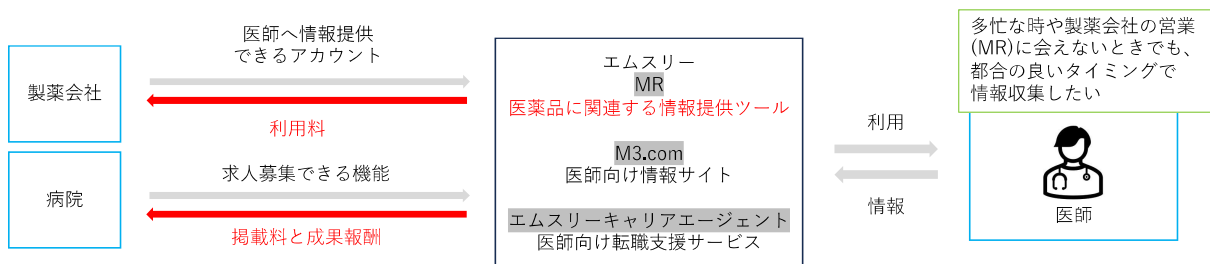 製薬会社
病院
医師へ情報提供
できるアカウント
利用料
求人募集できる機能
掲載料と成果報酬
エムスリー
MR
医薬品に関連する情報提供ツール
M3.com
医師向け情報サイト
エムスリーキャリアエージェント
医師向け転職支援サービス
利用
情報
多忙な時や製薬会社の営業
(MR)に会えないときでも、
都合の良いタイミングで
情報収集したい
医師